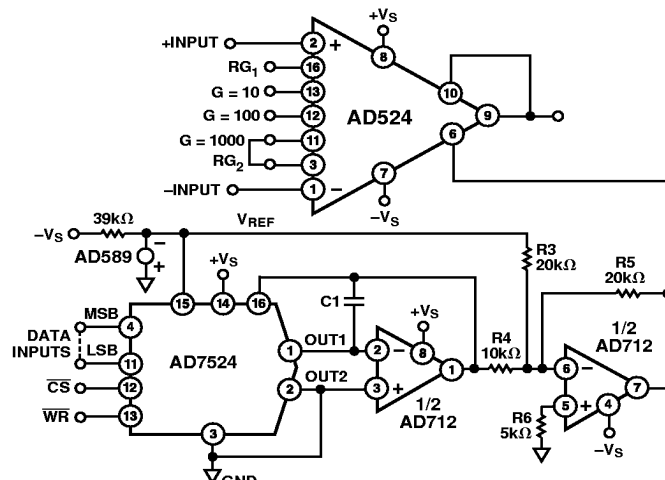 +VS
+INPUT
2
+
8
RG1
16
G = 10
13
10
G = 100
12
AD524
9
G = 1000
11
6
RG2
3
7
–INPUT
1
–
–VS
39kΩ
VREF
–VS
–
AD589
+
+VS
R3
20kΩ
R5
20kΩ
15
14
16
C1
+VS
R4
10kΩ
1/2
AD712
MSB
4
DATA
INPUTS
LSB
11
AD7524
1
OUT1
2
–
8
1
6
–
7
CS
12
2
OUT2
3
+
1/2
AD712
5
+
4
WR
13
R6
5kΩ
–VS
3
GND